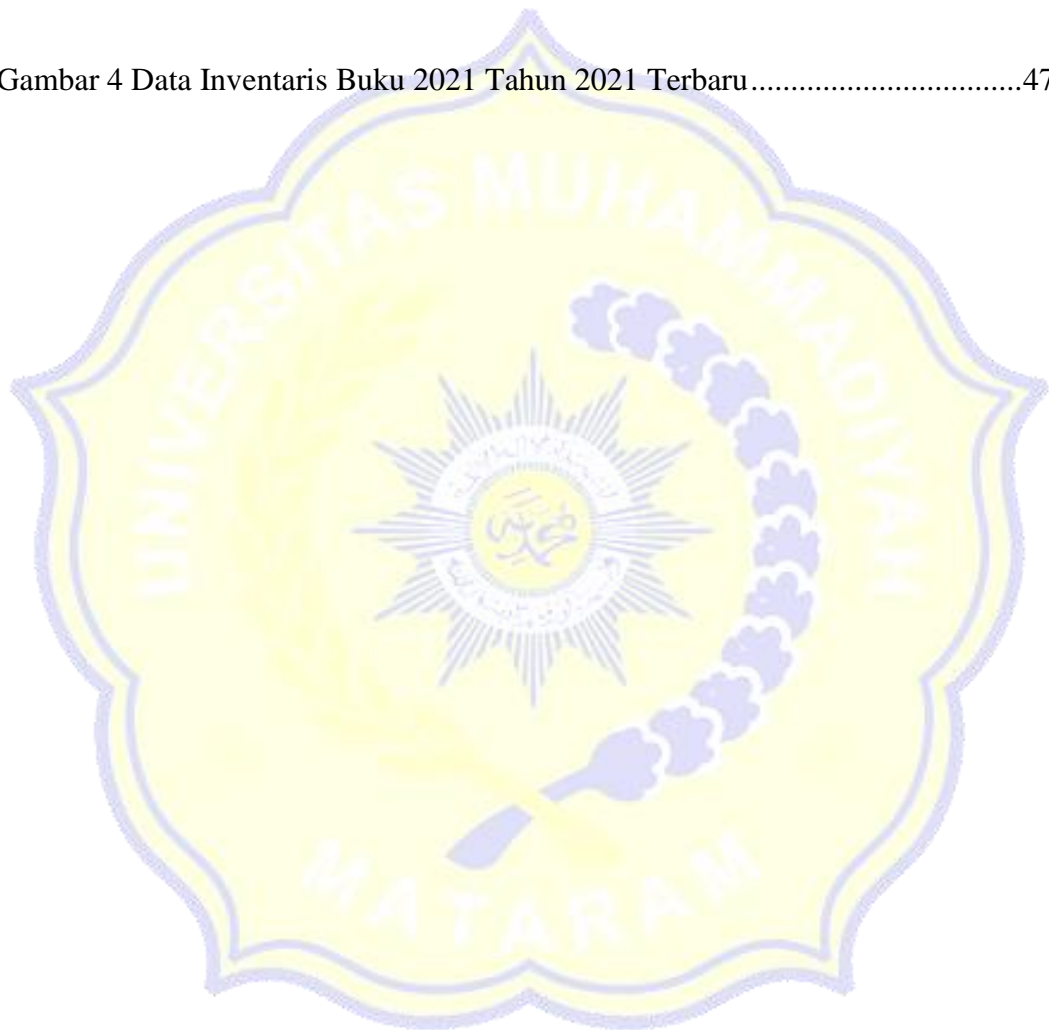 Gambar 4 Data Inventaris Buku 2021 Tahun 2021 Terbaru.................................47
UNIVERSITAS MUHAMMADIYAH
MATARAM